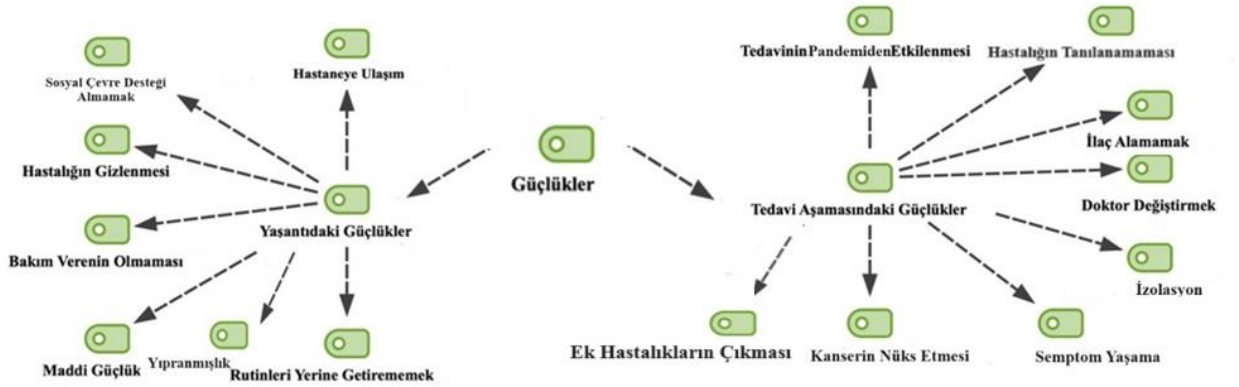 Tedavinin Pandemiden Etkilenmesi
Hastalığın Tanılanamaması
Hastaneye Ulaşım
Sosyal Çevre Desteği
Almamak
İlaç Alamamak
Hastalığın Gizlenmesi
Güçlükler
Doktor Değiştirmek
Tedavi Aşamasındaki Güçlükler
Yaşantıdaki Güçlükler
Bakım Verenin Olmaması
İzolasyon
Ek Hastalıkların Çıkması
Kanserin Nüks Etmesi
Semptom Yaşama
Maddi Güçlük
Yıpranmışlık
Rutinleri Yerine Getirememek